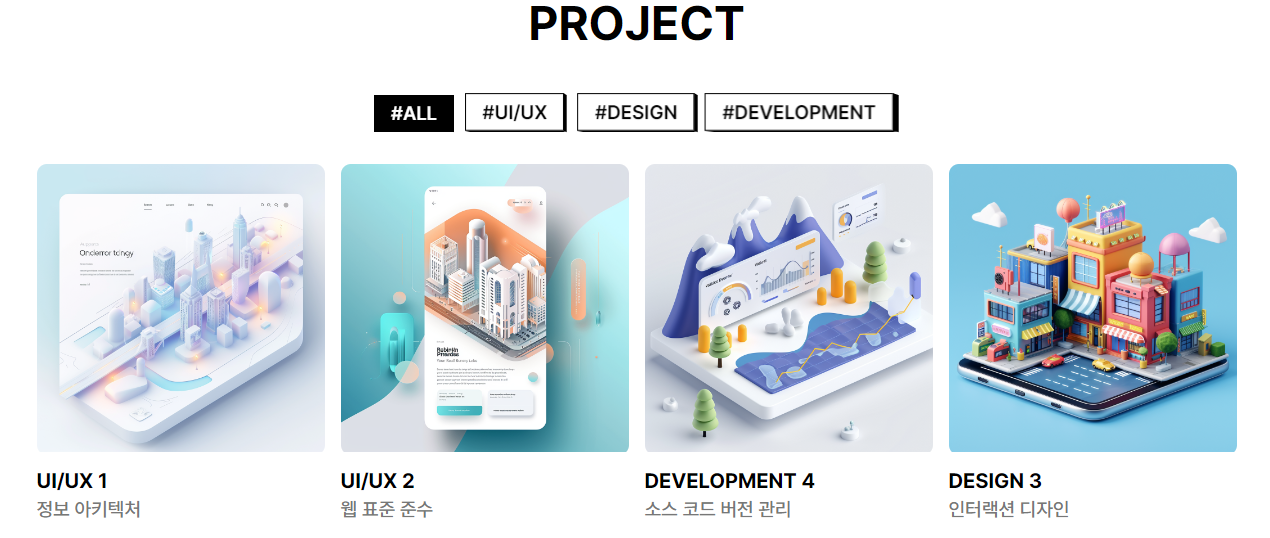 PROJECT
#ALL
#UI/UX
#DESIGN
#DEVELOPMENT
UI/UX 1
정보 아키텍처
UI/UX 2
웹 표준 준수
DEVELOPMENT 4
소스 코드 버전 관리
DESIGN 3
인터랙션 디자인